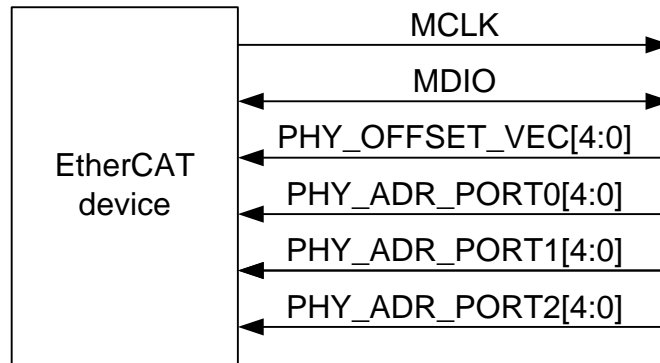 MCLK
MDIO
PHY_OFFSET_VEC[4:0]
EtherCAT
device
PHY_ADR_PORT0[4:0]
PHY_ADR_PORT1[4:0]
PHY_ADR_PORT2[4:0]